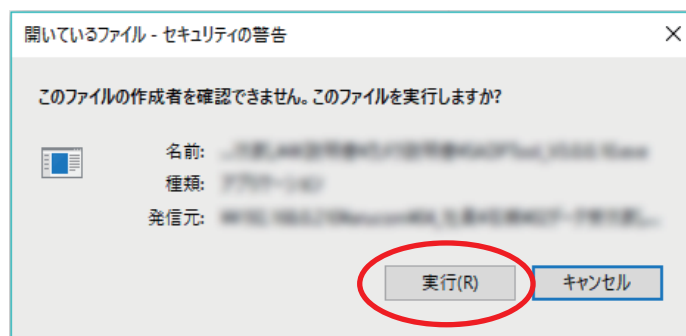 開いているファイル - セキュリティの警告
このファイルの作成者を確認できません。このファイルを実行しますか?
名前:
種類:
発信元:
実行(R)
キャンセル